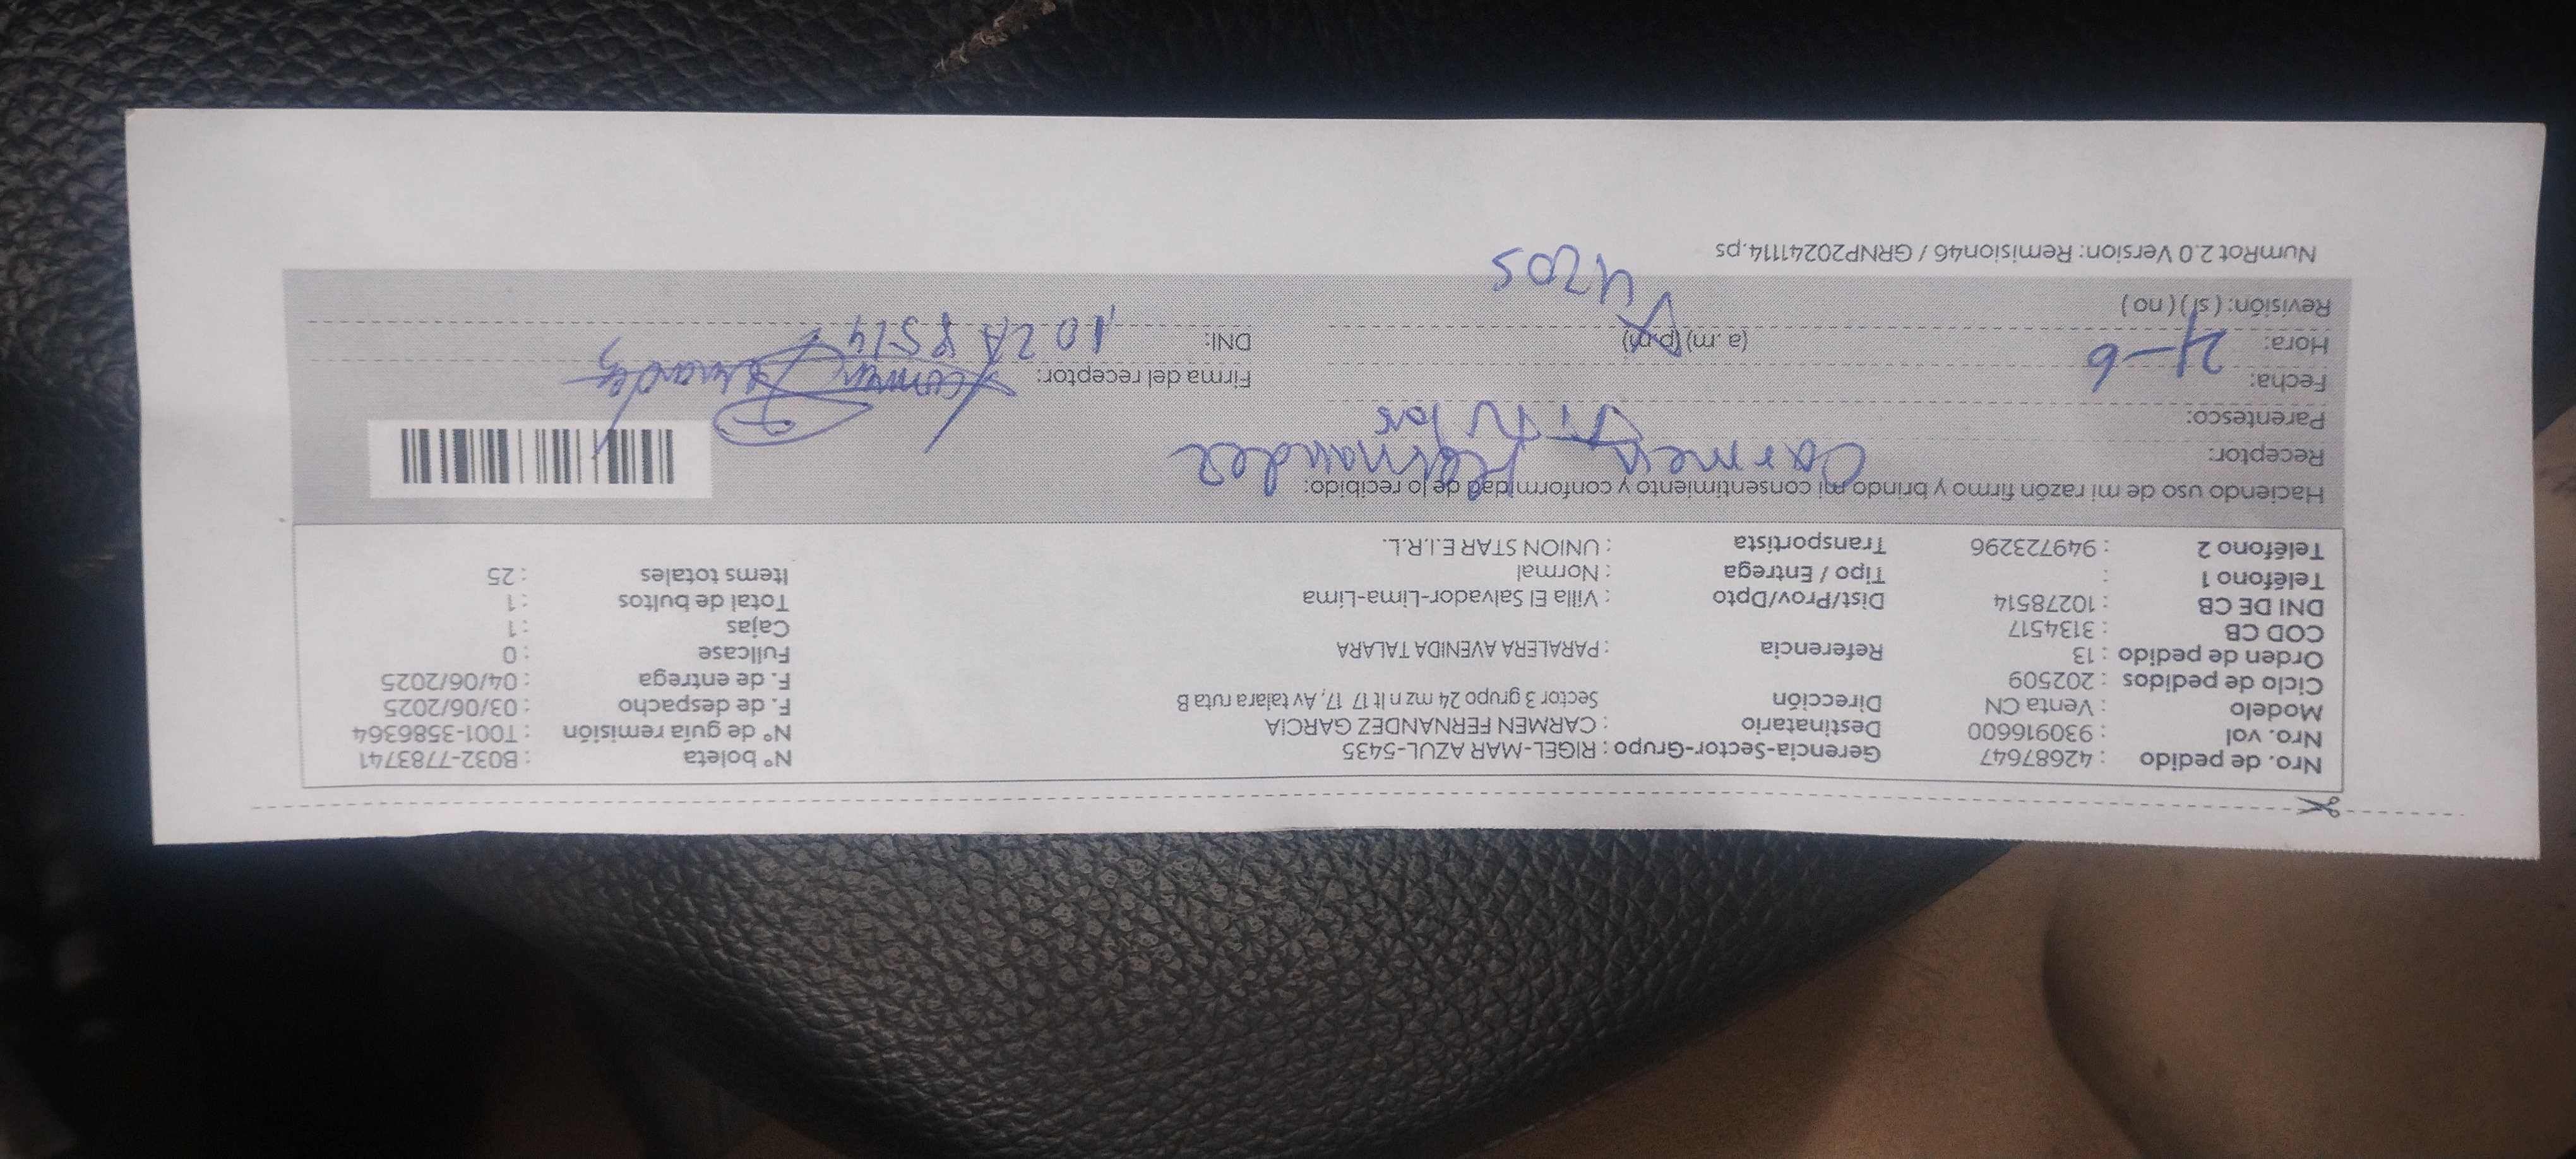 Nro. de pedido : 42687647 Gerencia-Sector-Grupo : RIGEL-MAR AZUL-5435 N° boleta : B032-7783741
Nro. vol : 930916600 Destinatario : CARMEN FERNANDEZ GARCIA N° de guía remisión : T001-3586364
Modelo : Venta CN Dirección Sector 3 grupo 24 mz n lt 17 17, Av talara ruta B F. de despacho : 03/06/2025
Ciclo de pedidos : 202509 F. de entrega : 04/06/2025
Orden de pedido : 13 Referencia : PARALERA AVENIDA TALARA Fullcase : 0
COD CB : 3134517 Cajas : 1
DNI DE CB : 10278514 Dist/Prov/Dpto : Villa El Salvador-Lima-Lima Total de bultos : 1
Teléfono 1 : Tipo / Entrega : Normal Items totales : 25
Teléfono 2 : 949723296 Transportista : UNION STAR E.I.R.L.
Haciendo uso de mi razón firmo y brindo mi consentimiento y conformidad de lo recibido:
Receptor: Carmen Fernandez
Parentesco: Titular
Fecha: 4-6 Firma del receptor: Carmen Fernandez
Hora: (a. m) (p.m) DNI: 10278514
Revisión: ( sí ) ( no )
NumRot 2.0 Version: Remision46 / GRNP20241114.ps